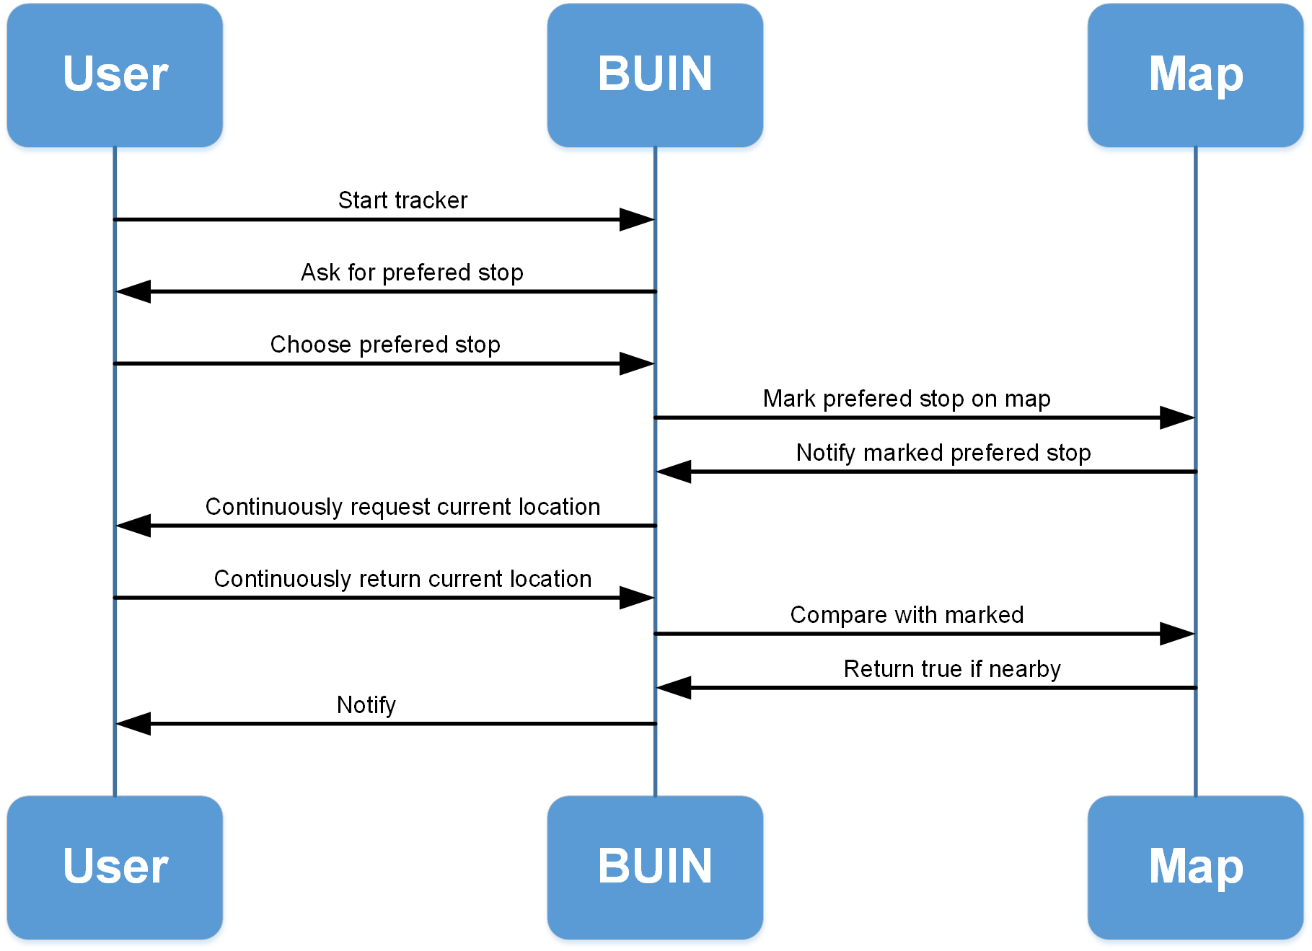 User
BUIN
Map
Start tracker
Ask for prefered stop
Choose prefered stop
Mark prefered stop on map
Notify marked prefered stop
Continuously request current location
Continuously return current location
Compare with marked
Return true if nearby
Notify
User
BUIN
Map